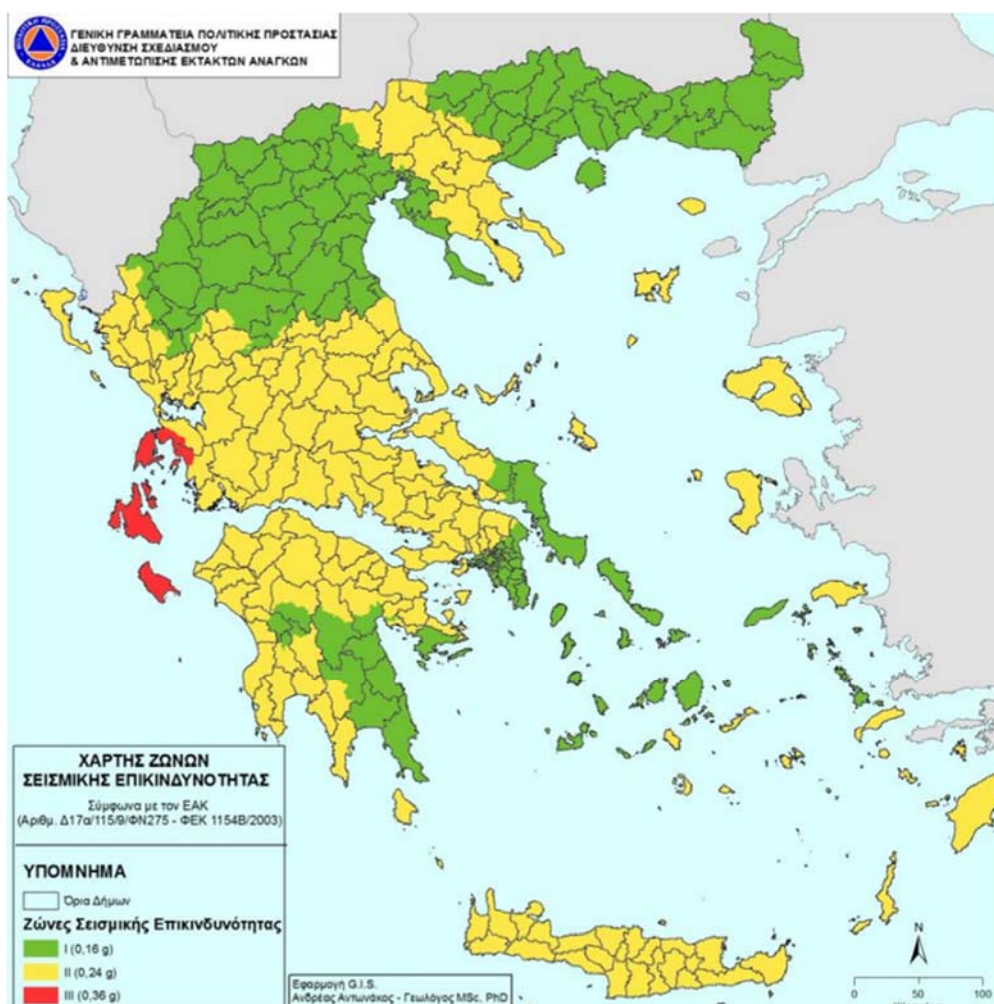 ΓΕΝΙΚΗ ΓΡΑΜΜΑΤΕΙΑ ΠΟΛΙΤΙΚΗΣ ΠΡΟΣΤΑΣΙΑΣ
ΔΙΕΥΘΥΝΣΗ ΣΧΕΔΙΑΣΜΟΥ
& ΑΝΤΙΜΕΤΩΠΙΣΗΣ ΕΚΤΑΚΤΩΝ ΑΝΑΓΚΩΝ
ΧΑΡΤΗΣ ΖΩΝΩΝ
ΣΕΙΣΜΙΚΗΣ ΕΠΙΚΙΝΔΥΝΟΤΗΤΑΣ
Σύμφωνα με τον ΕΑΚ
(Αριθμ. Δ17α/115/9/ΦΝ275 - ΦΕΚ 1154Β/2003)
ΥΠΟΜΝΗΜΑ
Όρια Δήμων
Ζώνες Σεισμικής Επικινδυνότητας
I (0,16 g)
II (0,24 g)
III (0,36 g)
Εφαρμογή G.I.S.
Ανδρέας Αντωνάκος - Γεωλόγος MSc, PhD
N
0 50 100